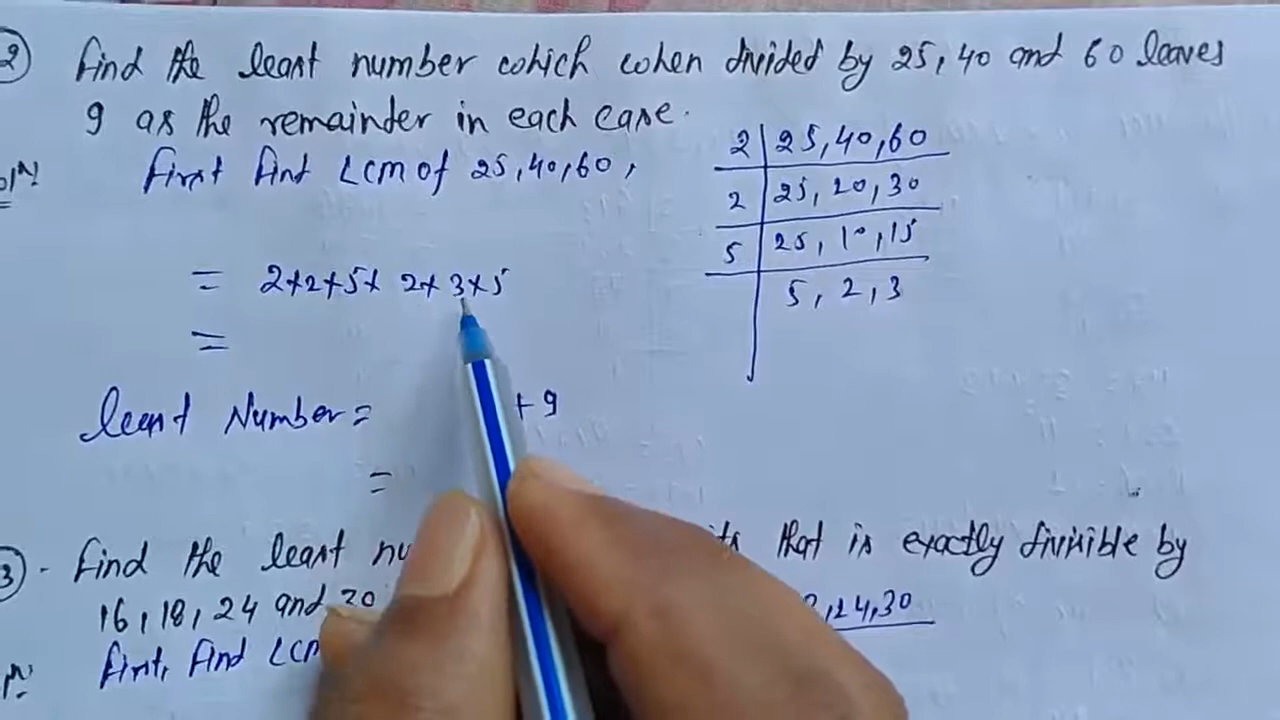 2) find the least number which when divided by 25, 40 and 60 leaves
9 as the remainder in each case.
first find LCM of 25, 40, 60,
2 | 25, 40, 60
2 | 25, 20, 30
5 | 25, 10, 15
5, 2, 3
= 2×2×5× 2×3×5
=
least Number = + 9
=
3) - find the least that is exactly divisible by
16, 18, 24 and
, 24, 30
first, find LCM